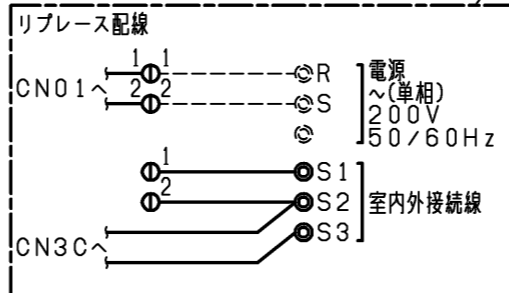 リプレース配線
1 1
R
電源
CN01へ
2 2
S
~(単相)
200V
50/60Hz
1
S1
2
S2
室内外接続線
S3
CN3Cへ